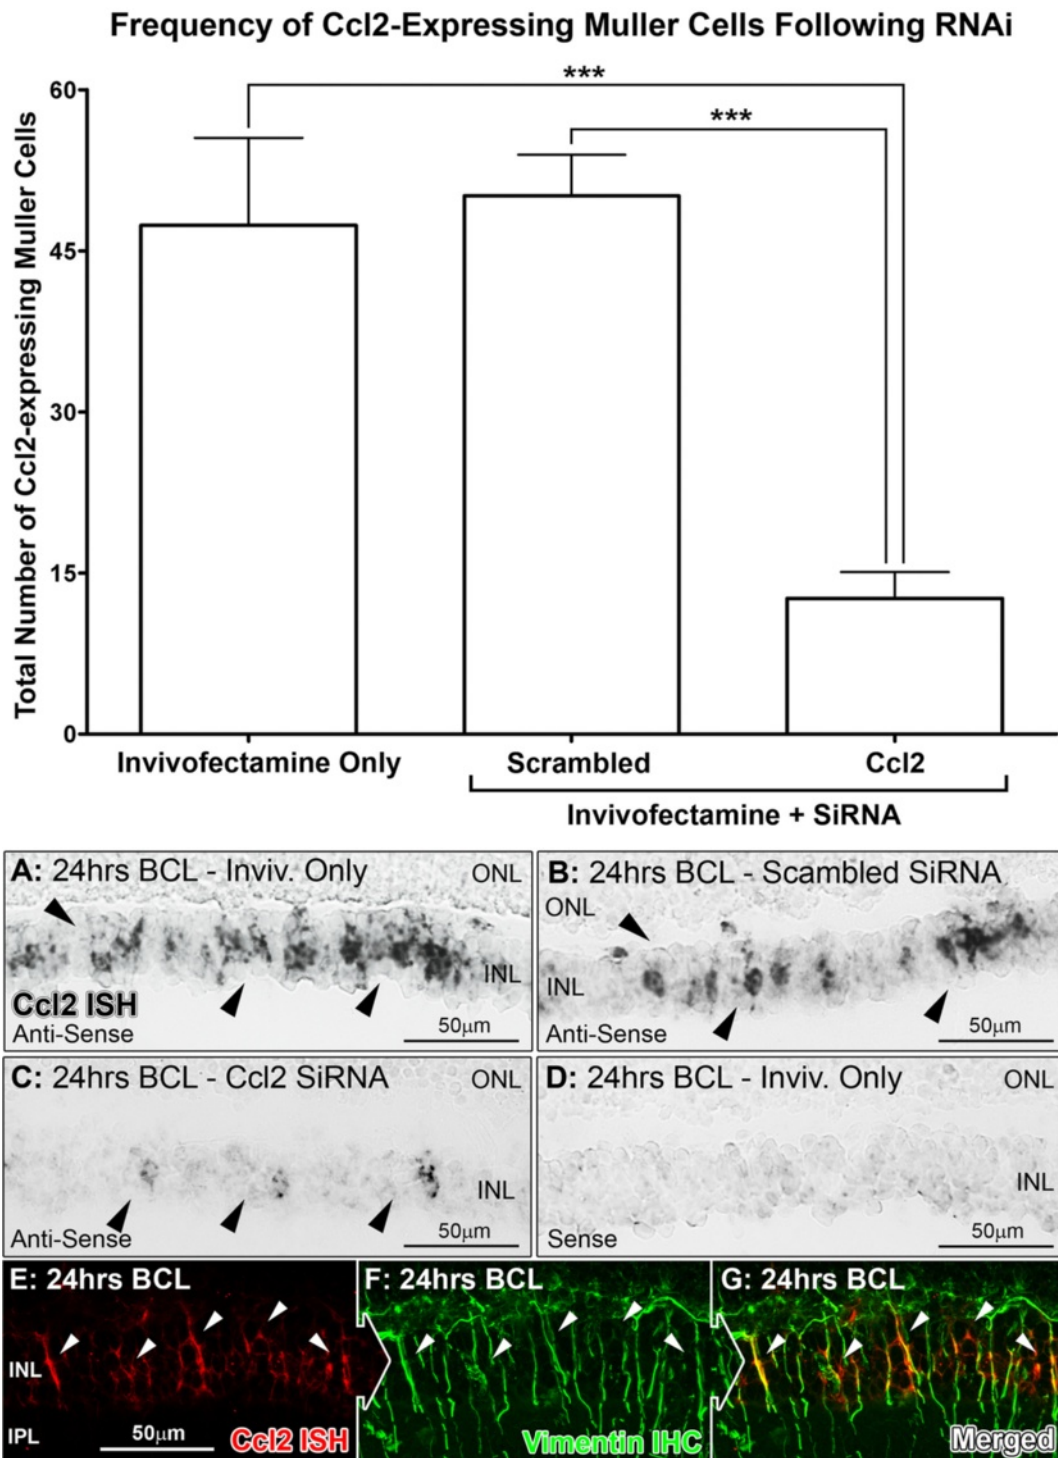 Frequency of Ccl2-Expressing Muller Cells Following RNAi
Total Number of Ccl2-expressing Muller Cells
60
45
30
15
0
***
***
Invivofectamine Only
Scrambled
Ccl2
Invivofectamine + SiRNA
A: 24hrs BCL - Inviv. Only
ONL
INL
Ccl2 ISH
Anti-Sense
50μm
B: 24hrs BCL - Scambled SiRNA
ONL
INL
Anti-Sense
50μm
C: 24hrs BCL - Ccl2 SiRNA
ONL
INL
Anti-Sense
50μm
D: 24hrs BCL - Inviv. Only
ONL
INL
Sense
50μm
E: 24hrs BCL
INL
IPL
50μm
Ccl2 ISH
F: 24hrs BCL
Vimentin IHC
G: 24hrs BCL
Merged